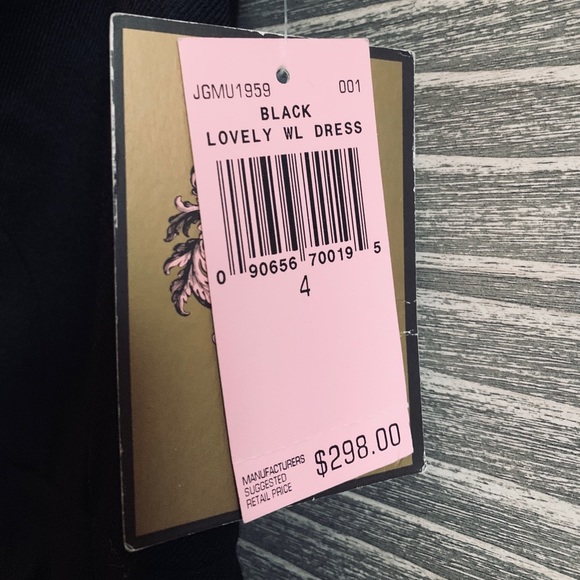 JGMU1959 001
BLACK
LOVELY WL DRESS
0 90656 70019 5
4
MANUFACTURERS
SUGGESTED
RETAIL PRICE
$298.00